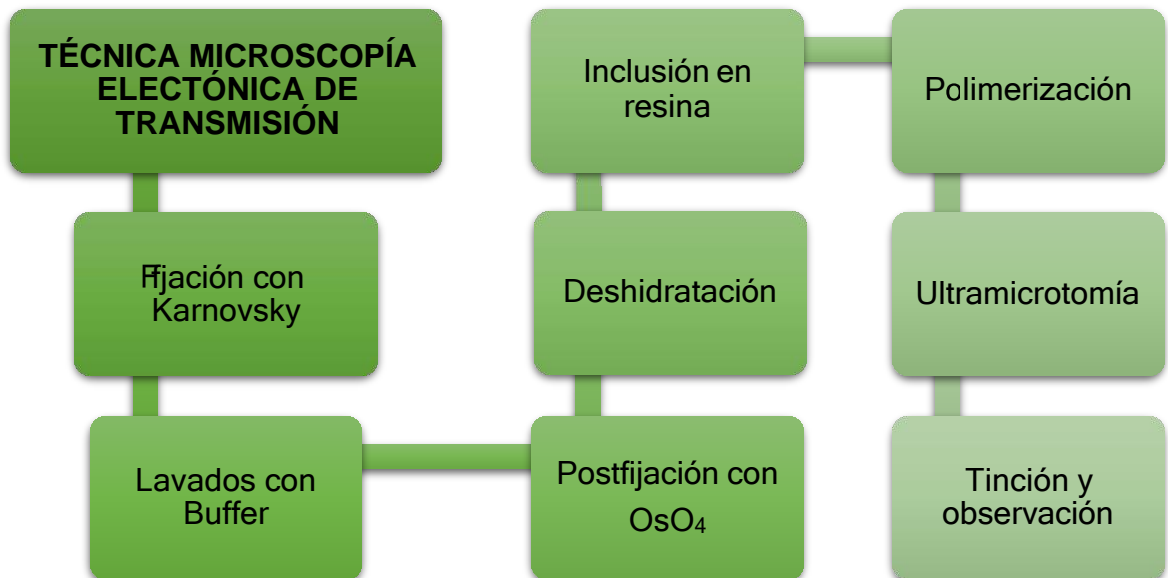 TÉCNICA MICROSCOPÍA
ELECTÓNICA DE
TRANSMISIÓN
Fijación con
Karnovsky
Lavados con
Buffer
Postfijación con
OsO₄
Deshidratación
Inclusión en
resina
Polimerización
Ultramicrotomía
Tinción y
observación